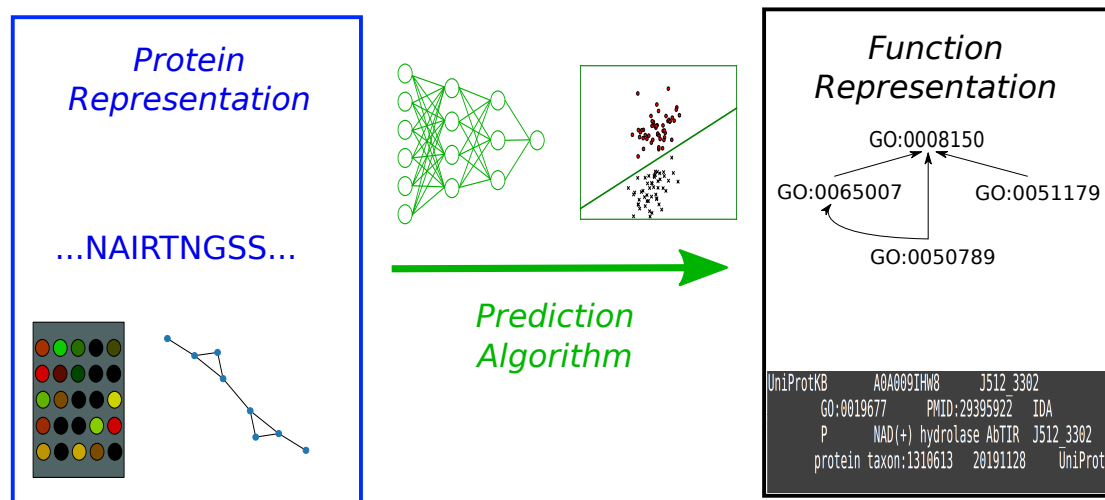 Protein
Representation
...NAIRTNGSS...
Prediction
Algorithm
Function
Representation
GO:0008150
GO:0065007
GO:0051179
GO:0050789
UniProtKB A0A009IHW8 J512_3302
GO:0019677 PMID:29395922 IDA
P NAD(+) hydrolase AbTIR J512_3302
protein taxon:1310613 20191128 UniProt